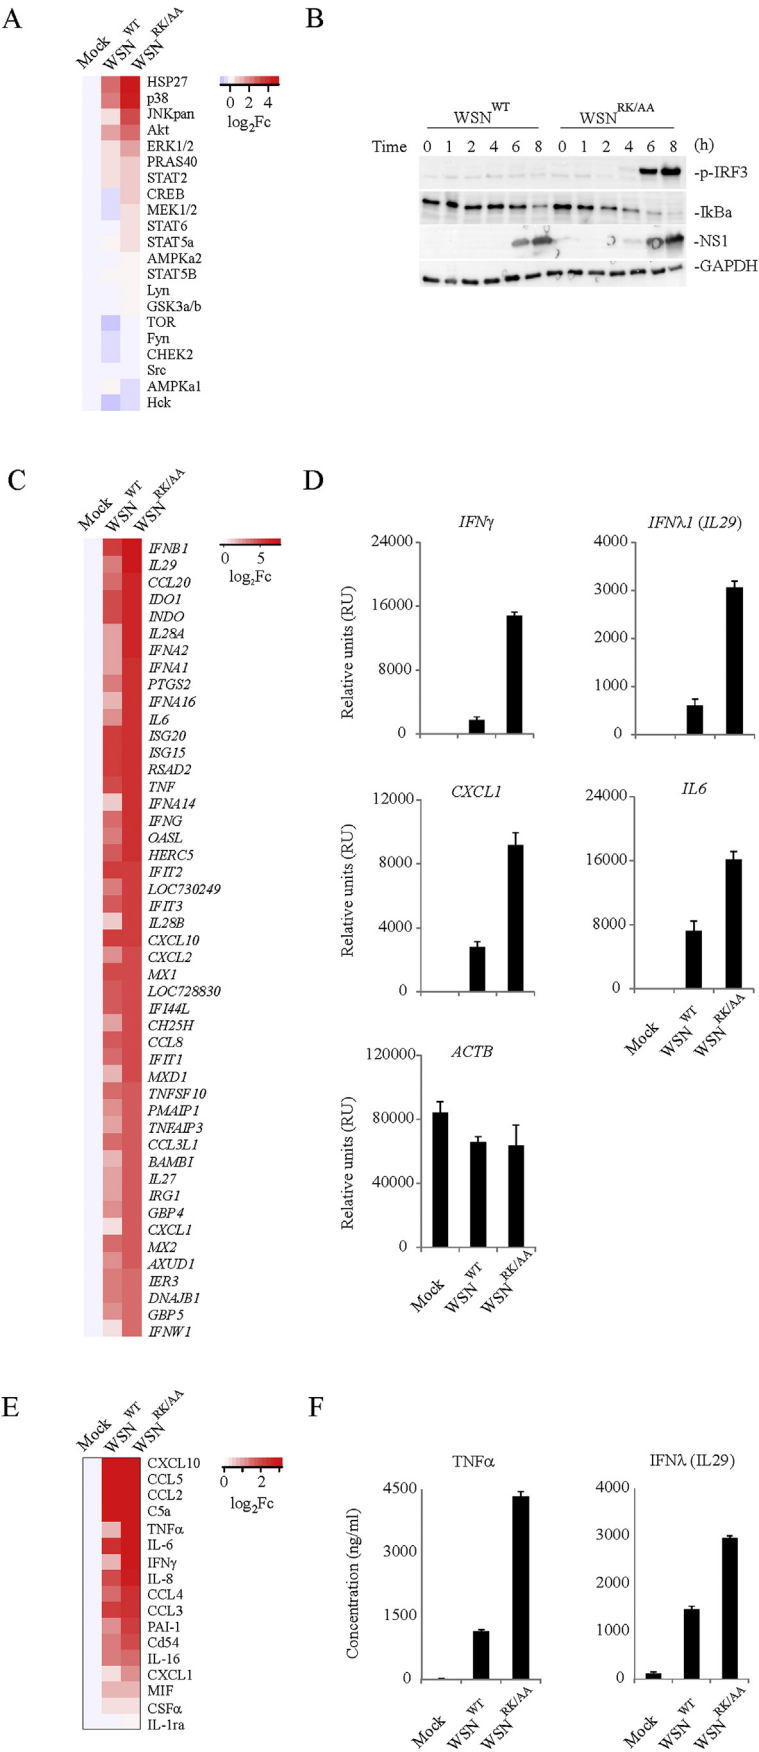 A
Mock
WSN WT
WSN RK/AA
HSP27
p38
JNKpan
Akt
ERK1/2
PRAS40
STAT2
CREB
MEK1/2
STAT6
STAT5a
AMPKa2
STAT5B
Lyn
GSK3a/b
TOR
Fyn
CHEK2
Src
AMPKa1
Hck
0 2 4
log2Fc
B
WSN WT
WSN RK/AA
Time 0 1 2 4 6 8 0 1 2 4 6 8 (h)
-p-IRF3
-IkBa
-NS1
-GAPDH
C
Mock
WSN WT
WSN RK/AA
IFNB1
IL29
CCL20
IDO1
INDO
IL28A
IFNA2
IFNA1
PTGS2
IFNA16
IL6
ISG20
ISG15
RSAD2
TNF
IFNA14
IFNG
OASL
HERC5
IFIT2
LOC730249
IFIT3
IL28B
CXCL10
CXCL2
MX1
LOC728830
IFI44L
CH25H
CCL8
IFIT1
MXD1
TNFSF10
PMAIP1
TNFAIP3
CCL3L1
BAMBI
IL27
IRG1
GBP4
CXCL1
MX2
AXUD1
IER3
DNAJB1
GBP5
IFNW1
0 5
log2Fc
D
IFNγ
Relative units (RU)
24000
16000
8000
0
IFNλ1 (IL29)
4000
3000
2000
1000
0
CXCL1
Relative units (RU)
12000
8000
4000
0
IL6
24000
16000
8000
0
Mock
WSN WT
WSN RK/AA
ACTB
Relative units (RU)
120000
80000
40000
0
Mock
WSN WT
WSN RK/AA
E
Mock
WSN WT
WSN RK/AA
CXCL10
CCL5
CCL2
C5a
TNFα
IL-6
IFNγ
IL-8
CCL4
CCL3
PAI-1
Cd54
IL-16
CXCL1
MIF
CSFα
IL-1ra
0 2
log2Fc
F
TNFα
Concentration (ng/ml)
4500
3000
1500
0
Mock
WSN WT
WSN RK/AA
IFNλ (IL29)
4000
3000
2000
1000
0
Mock
WSN WT
WSN RK/AA